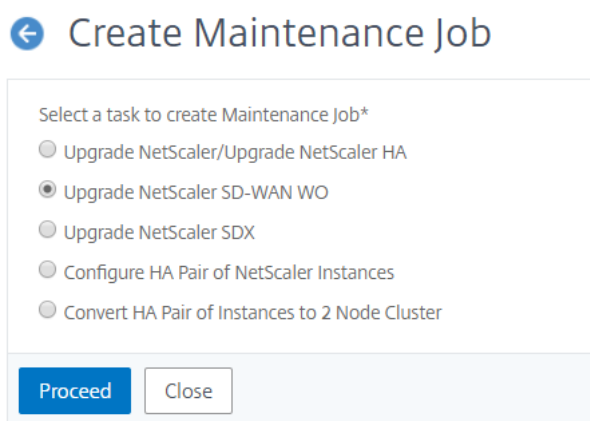 Create Maintenance Job
Select a task to create Maintenance Job*
Upgrade NetScaler/Upgrade NetScaler HA
Upgrade NetScaler SD-WAN WO
Upgrade NetScaler SDX
Configure HA Pair of NetScaler Instances
Convert HA Pair of Instances to 2 Node Cluster
Proceed Close